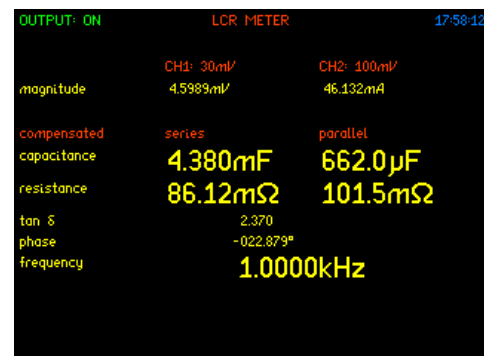 OUTPUT: ON LCR METER 17:58:12
CH1: 30mV CH2: 100mV
magnitude 4.5989mV 46.132mA
compensated series parallel
capacitance 4.380mF 662.0µF
resistance 86.12mΩ 101.5mΩ
tan δ 2.370
phase -022.879°
frequency 1.0000kHz